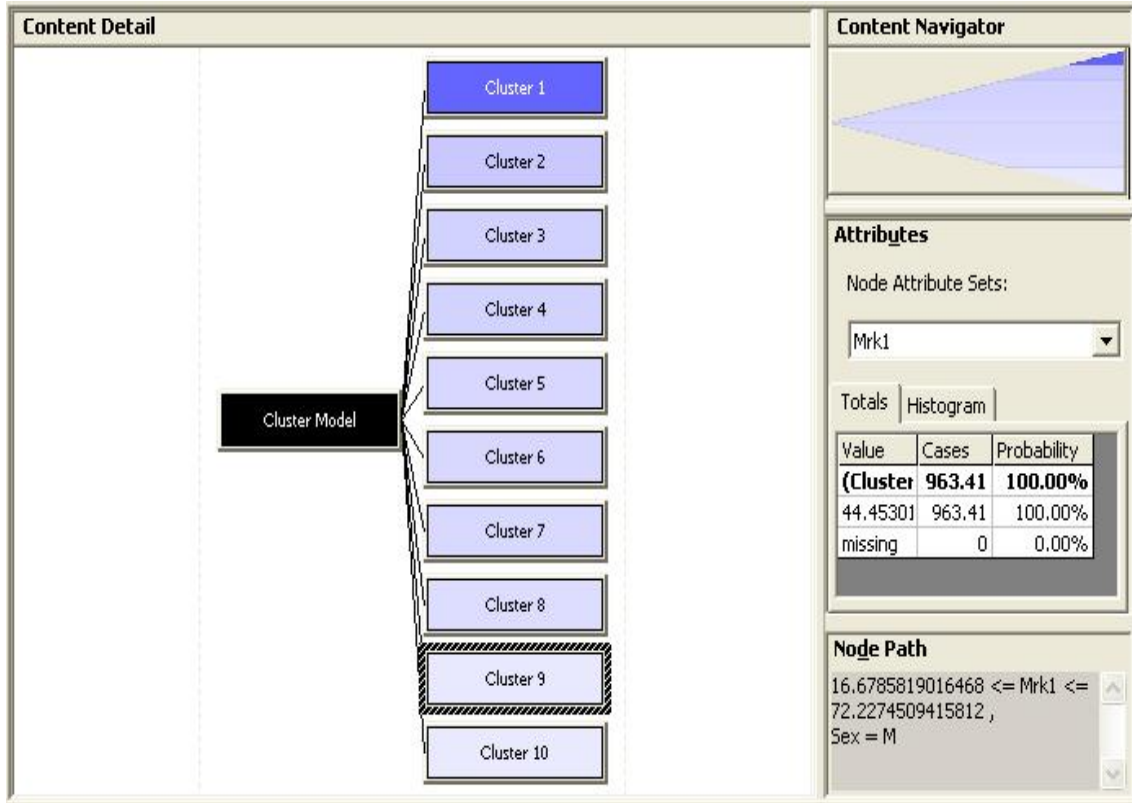 Content Detail
Cluster Model
Cluster 1
Cluster 2
Cluster 3
Cluster 4
Cluster 5
Cluster 6
Cluster 7
Cluster 8
Cluster 9
Cluster 10
Content Navigator
Attributes
Node Attribute Sets:
Mrk1
Totals Histogram
Value Cases Probability
(Cluster 963.41 100.00%
44.45301 963.41 100.00%
missing 0 0.00%
Node Path
16.6785819016468 <= Mrk1 <=
72.2274509415812 ,
Sex = M